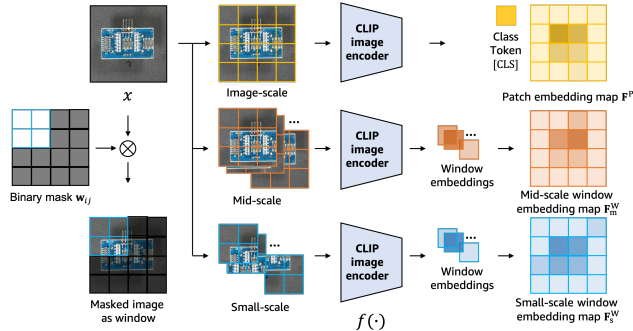 x
Binary mask w_ij
Masked image
as window
Image-scale
CLIP
image
encoder
Class
Token
[CLS]
Patch embedding map F^P
Mid-scale
...
CLIP
image
encoder
...
Window
embeddings
Mid-scale window
embedding map F_m^W
Small-scale
...
CLIP
image
encoder
f(·)
...
Window
embeddings
Small-scale window
embedding map F_s^W